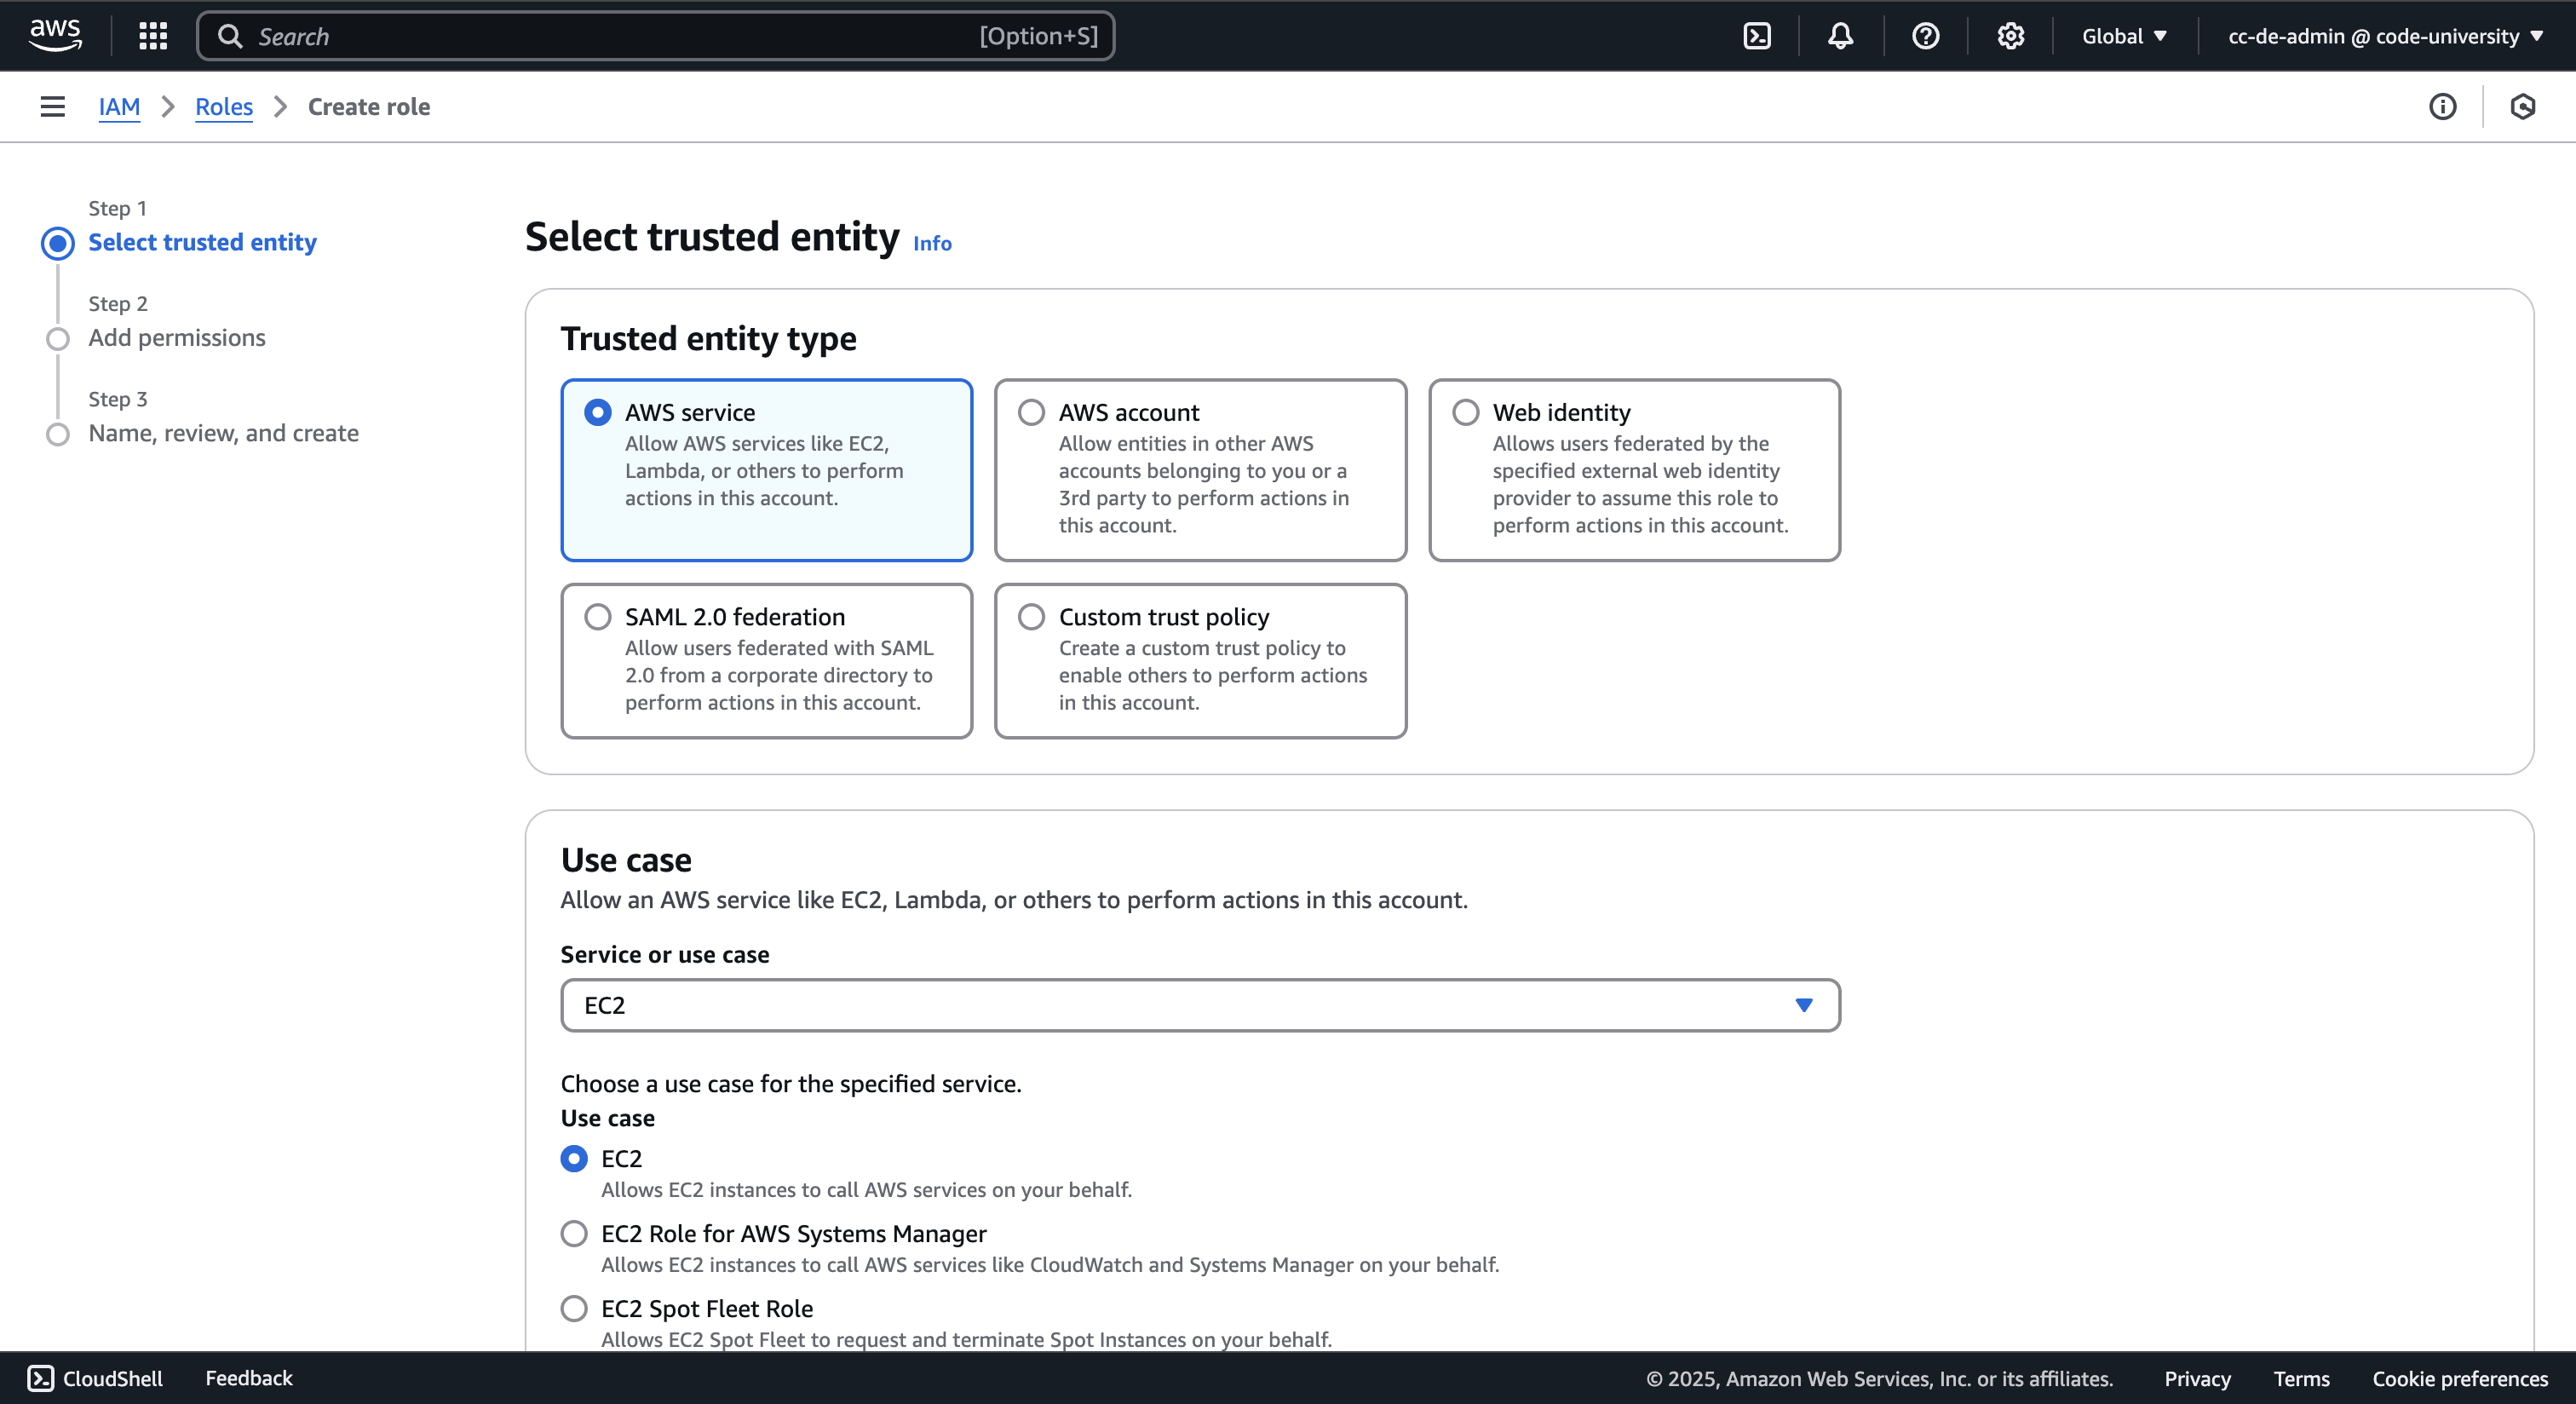 aws
Search
[Option+S]
Global
cc-de-admin @ code-university
IAM
Roles
Create role
Step 1
Select trusted entity
Step 2
Add permissions
Step 3
Name, review, and create
Select trusted entity Info
Trusted entity type
AWS service
Allow AWS services like EC2,
Lambda, or others to perform
actions in this account.
AWS account
Allow entities in other AWS
accounts belonging to you or a
3rd party to perform actions in
this account.
Web identity
Allows users federated by the
specified external web identity
provider to assume this role to
perform actions in this account.
SAML 2.0 federation
Allow users federated with SAML
2.0 from a corporate directory to
perform actions in this account.
Custom trust policy
Create a custom trust policy to
enable others to perform actions
in this account.
Use case
Allow an AWS service like EC2, Lambda, or others to perform actions in this account.
Service or use case
EC2
Choose a use case for the specified service.
Use case
EC2
Allows EC2 instances to call AWS services on your behalf.
EC2 Role for AWS Systems Manager
Allows EC2 instances to call AWS services like CloudWatch and Systems Manager on your behalf.
EC2 Spot Fleet Role
Allows EC2 Spot Fleet to request and terminate Spot Instances on your behalf.
CloudShell
Feedback
© 2025, Amazon Web Services, Inc. or its affiliates.
Privacy
Terms
Cookie preferences